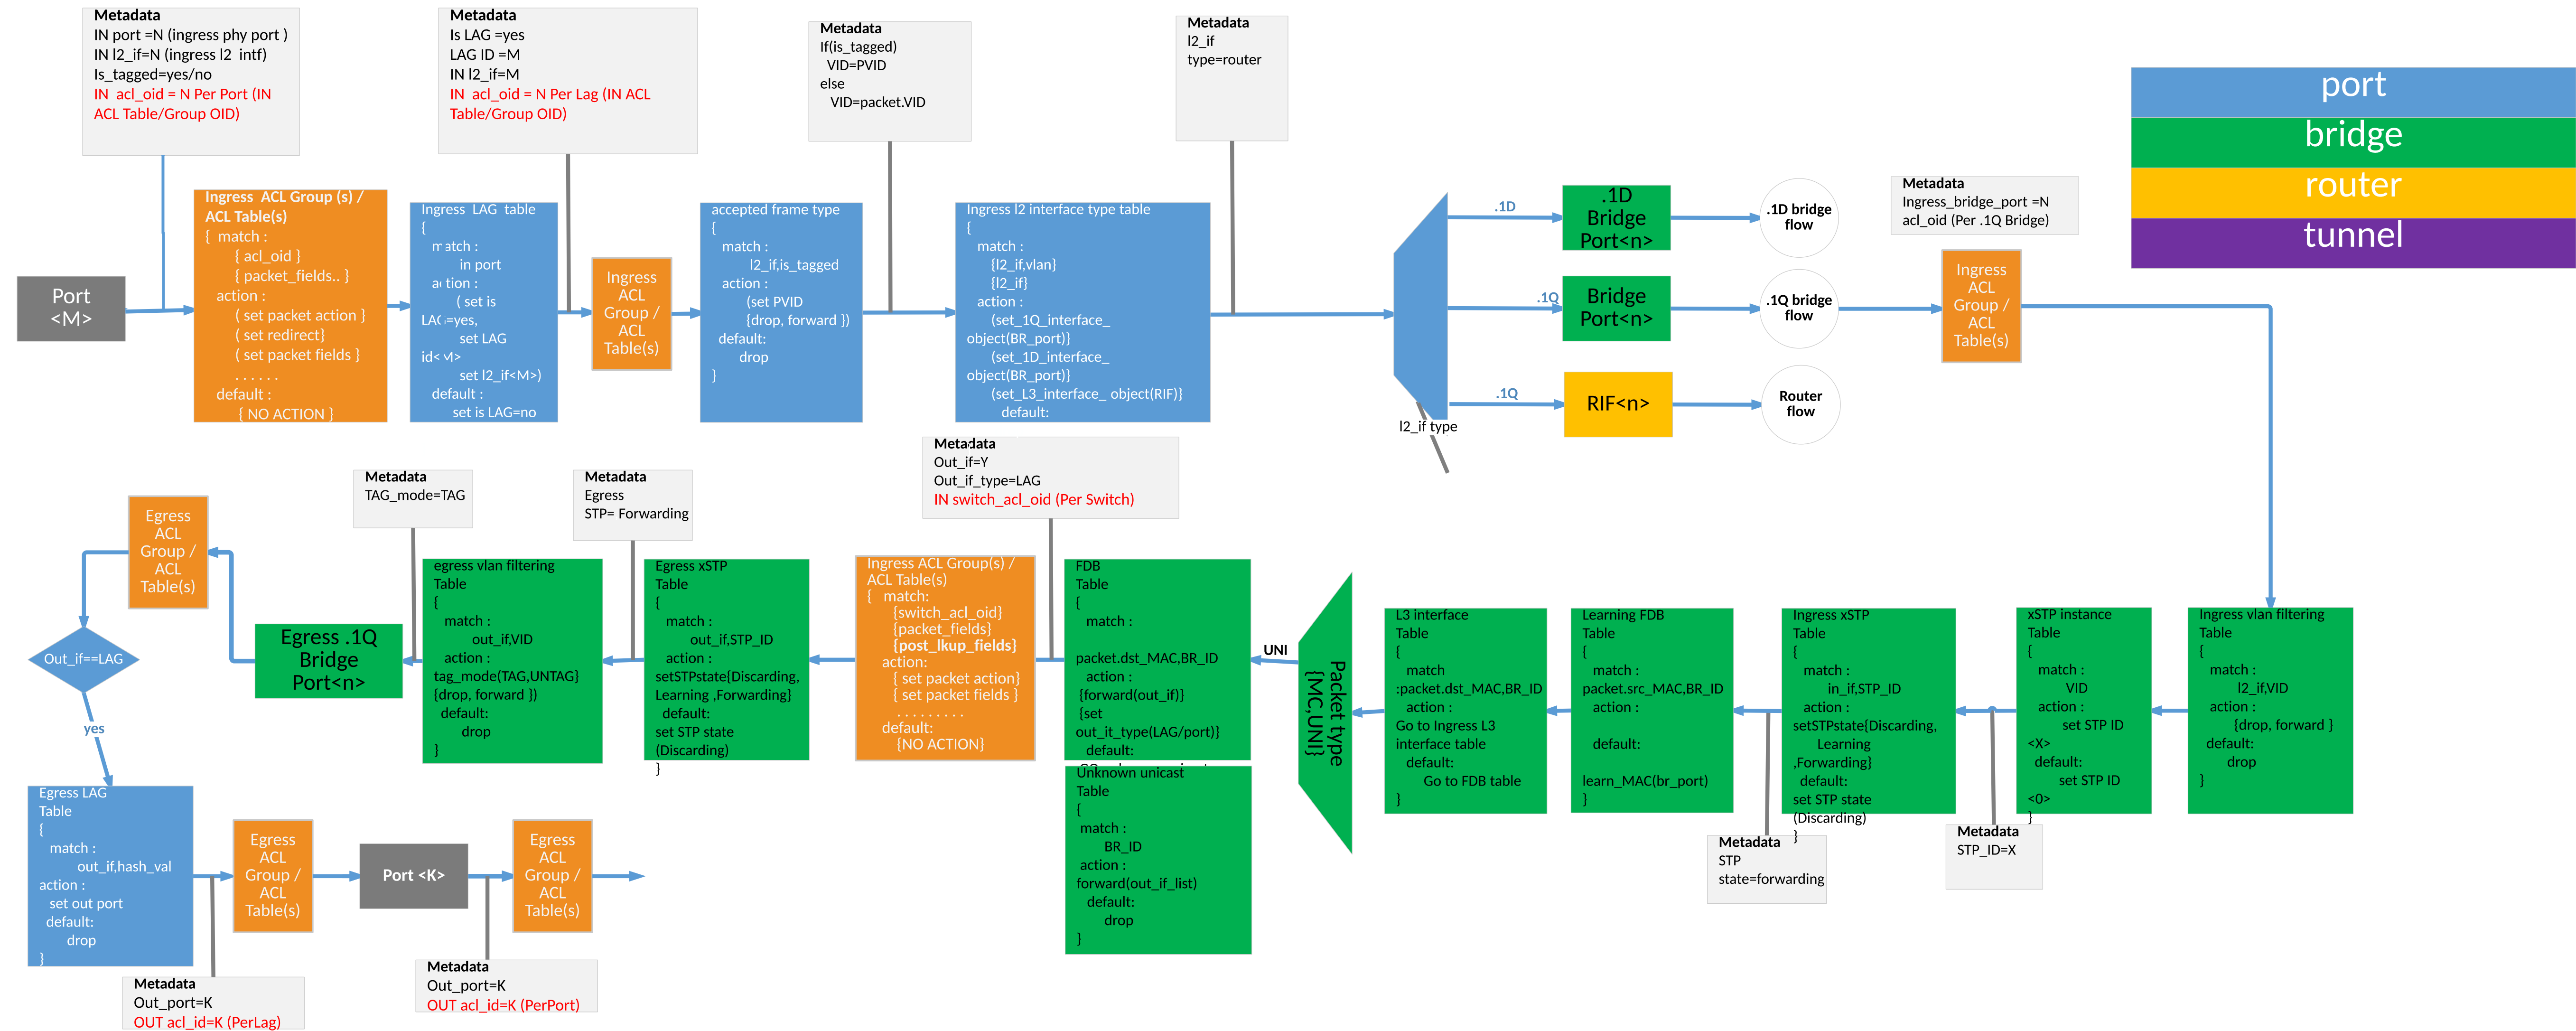 Metadata
IN port =N (ingress phy port )
IN l2_if=N (ingress l2 intf)
Is_tagged=yes/no
IN acl_oid = N Per Port (IN
ACL Table/Group OID)
Metadata
Is LAG =yes
LAG ID =M
IN l2_if=M
IN acl_oid = N Per Lag (IN ACL
Table/Group OID)
Metadata
If(is_tagged)
VID=PVID
else
VID=packet.VID
Metadata
l2_if
type=router
port
bridge
router
tunnel
Port
<M>
Ingress ACL Group (s) /
ACL Table(s)
{ match :
{ acl_oid }
{ packet_fields.. }
action :
( set packet action }
( set redirect}
( set packet fields }
. . . . . .
default :
{ NO ACTION }
Ingress LAG table
{
match :
in port
action :
( set is
LAG=yes,
set LAG
id<M>
set l2_if<M>)
default :
set is LAG=no
Ingress
ACL
Group /
ACL
Table(s)
accepted frame type
{
match :
l2_if,is_tagged
action :
(set PVID
{drop, forward })
default:
drop
}
Ingress l2 interface type table
{
match :
{l2_if,vlan}
{l2_if}
action :
(set_1Q_interface_
object(BR_port)}
(set_1D_interface_
object(BR_port)}
(set_L3_interface_ object(RIF)}
default:
l2_if type
.1D
.1D
Bridge
Port<n>
.1D bridge
flow
.1Q
Bridge
Port<n>
.1Q bridge
flow
.1Q
RIF<n>
Router
flow
Metadata
Ingress_bridge_port =N
acl_oid (Per .1Q Bridge)
Ingress
ACL
Group /
ACL
Table(s)
Metadata
TAG_mode=TAG
Metadata
Egress
STP= Forwarding
Metadata
Out_if=Y
Out_if_type=LAG
IN switch_acl_oid (Per Switch)
Egress
ACL
Group /
ACL
Table(s)
Out_if==LAG
yes
Egress .1Q
Bridge
Port<n>
egress vlan filtering
Table
{
match :
out_if,VID
action :
tag_mode(TAG,UNTAG}
{drop, forward })
default:
drop
}
Egress xSTP
Table
{
match :
out_if,STP_ID
action :
setSTPstate{Discarding,
Learning ,Forwarding}
default:
set STP state
(Discarding)
}
Ingress ACL Group(s) /
ACL Table(s)
{ match:
{switch_acl_oid}
{packet_fields}
{post_lkup_fields}
action:
{ set packet action}
{ set packet fields }
. . . . . . . . .
default:
{NO ACTION}
FDB
Table
{
match :
packet.dst_MAC,BR_ID
action :
{forward(out_if)}
{set
out_it_type(LAG/port)}
default:
Unknown unicast
Table
{
match :
BR_ID
action :
forward(out_if_list)
default:
drop
}
UNI
Packet type
{MC,UNI}
L3 interface
Table
{
match
:packet.dst_MAC,BR_ID
action :
Go to Ingress L3
interface table
default:
Go to FDB table
}
Learning FDB
Table
{
match :
packet.src_MAC,BR_ID
action :
default:
learn_MAC(br_port)
}
Ingress xSTP
Table
{
match :
in_if,STP_ID
action :
setSTPstate{Discarding,
Learning
,Forwarding}
default:
set STP state
(Discarding)
}
xSTP instance
Table
{
match :
VID
action :
set STP ID
<X>
default:
set STP ID
<0>
}
Ingress vlan filtering
Table
{
match :
l2_if,VID
action :
{drop, forward }
default:
drop
}
Metadata
STP
state=forwarding
Metadata
STP_ID=X
Egress LAG
Table
{
match :
out_if,hash_val
action :
set out port
default:
drop
}
Egress
ACL
Group /
ACL
Table(s)
Port <K>
Egress
ACL
Group /
ACL
Table(s)
Metadata
Out_port=K
OUT acl_id=K (PerLag)
Metadata
Out_port=K
OUT acl_id=K (PerPort)